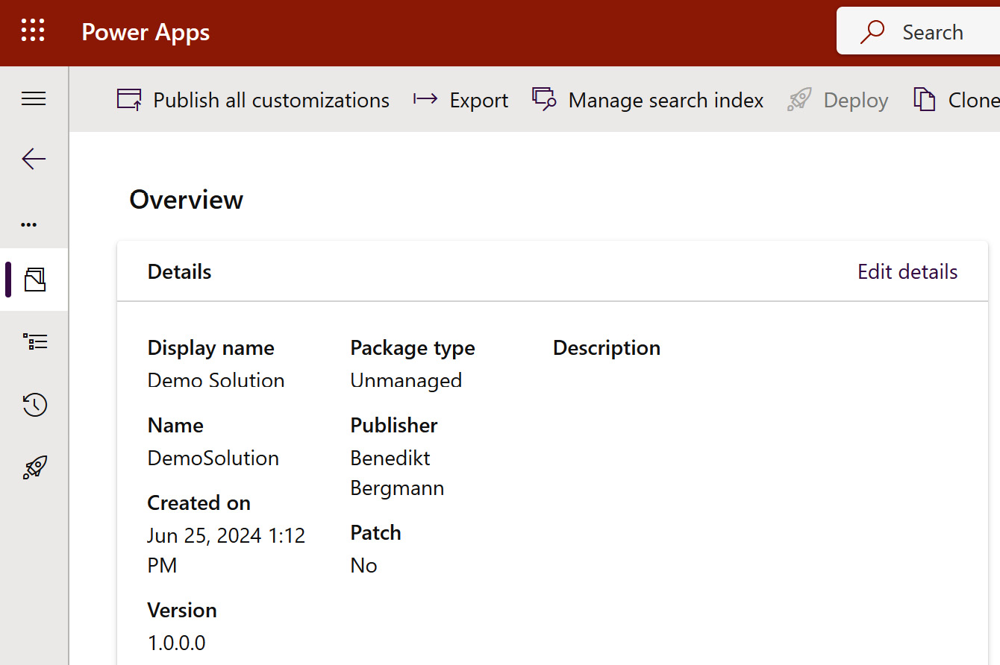 Power Apps
Search
Publish all customizations
Export
Manage search index
Deploy
Clone
Overview
Details
Edit details
Display name
Demo Solution
Name
DemoSolution
Created on
Jun 25, 2024 1:12
PM
Version
1.0.0.0
Package type
Unmanaged
Publisher
Benedikt
Bergmann
Patch
No
Description